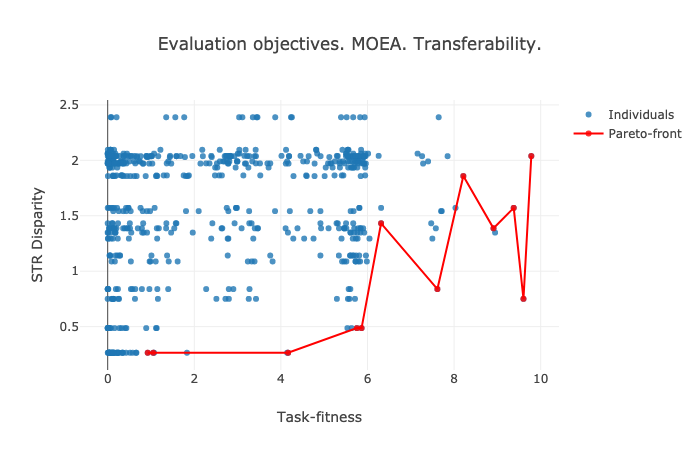 Evaluation objectives. MOEA. Transferability.
2.5
2
1.5
1
0.5
0
2
4
6
8
10
STR Disparity
Task-fitness
Individuals
Pareto-front